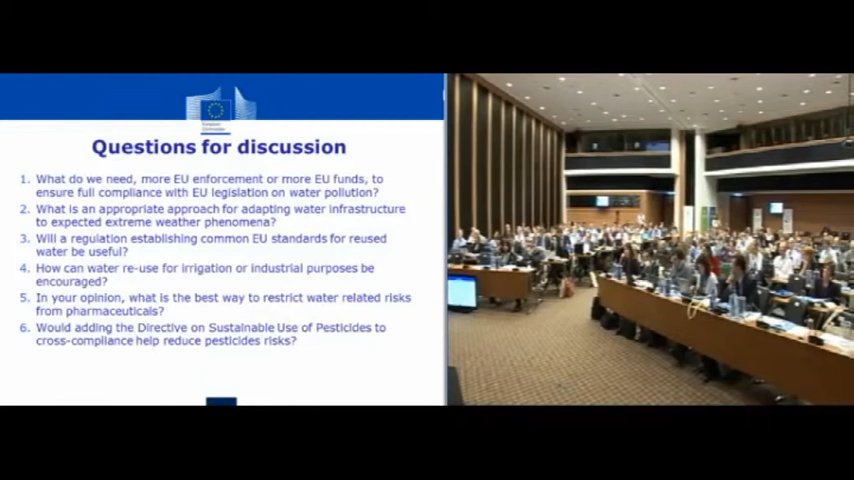 European
Commission
Questions for discussion
1. What do we need, more EU enforcement or more EU funds, to
ensure full compliance with EU legislation on water pollution?
2. What is an appropriate approach for adapting water infrastructure
to expected extreme weather phenomena?
3. Will a regulation establishing common EU standards for reused
water be useful?
4. How can water re-use for irrigation or industrial purposes be
encouraged?
5. In your opinion, what is the best way to restrict water related risks
from pharmaceuticals?
6. Would adding the Directive on Sustainable Use of Pesticides to
cross-compliance help reduce pesticides risks?